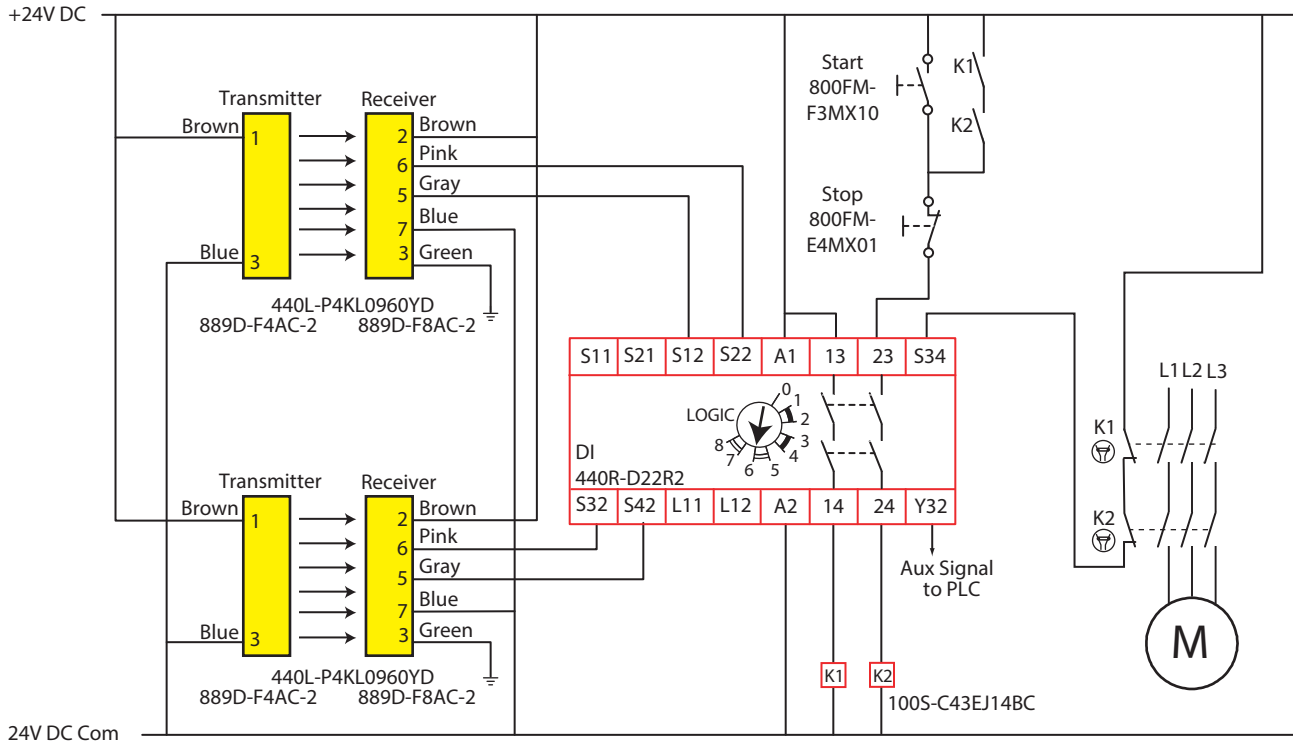 +24V DC
Start
800FM-
F3MX10
K1
K2
Transmitter Receiver
Brown 1 2 Brown
6 Pink
5 Gray
7 Blue
Blue 3 3 Green
440L-P4KL0960YD
889D-F4AC-2 889D-F8AC-2
Stop
800FM-
E4MX01
S11 S21 S12 S22 A1 13 23 S34
LOGIC
0
1
2
3
4
5
6
7
8
DI
440R-D22R2
S32 S42 L11 L12 A2 14 24 Y32
Aux Signal
to PLC
L1 L2 L3
K1
K2
M
Transmitter Receiver
Brown 1 2 Brown
6 Pink
5 Gray
7 Blue
Blue 3 3 Green
440L-P4KL0960YD
889D-F4AC-2 889D-F8AC-2
K1 K2
100S-C43EJ14BC
24V DC Com